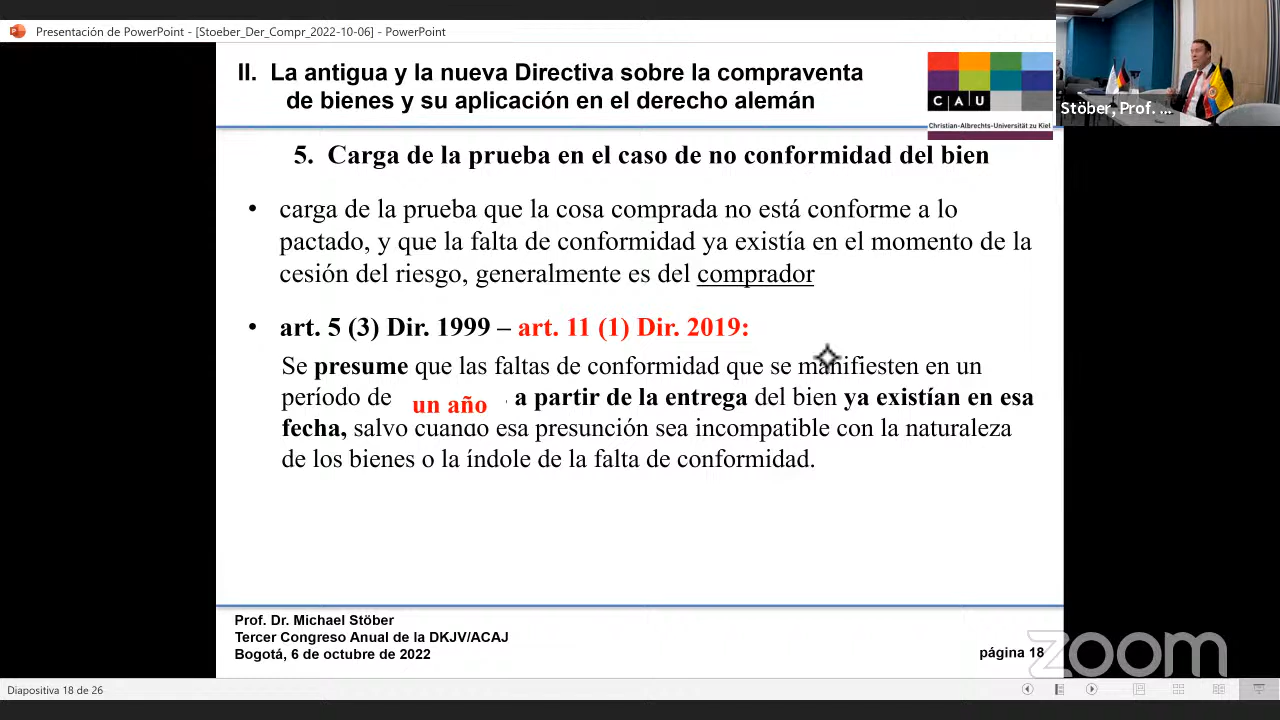 Presentación de PowerPoint - [Stoeber_Der_Compr_2022-10-06] - PowerPoint
II. La antigua y la nueva Directiva sobre la compraventa
de bienes y su aplicación en el derecho alemán
C | A | U
Christian-Albrechts-Universität zu Kiel
Stöber, Prof. ...
5. Carga de la prueba en el caso de no conformidad del bien
• carga de la prueba que la cosa comprada no está conforme a lo
pactado, y que la falta de conformidad ya existía en el momento de la
cesión del riesgo, generalmente es del comprador
• art. 5 (3) Dir. 1999 – art. 11 (1) Dir. 2019:
Se presume que las faltas de conformidad que se manifiesten en un
período de un año a partir de la entrega del bien ya existían en esa
fecha, salvo cuando esa presunción sea incompatible con la naturaleza
de los bienes o la índole de la falta de conformidad.
Prof. Dr. Michael Stöber
Tercer Congreso Anual de la DKJV/ACAJ
Bogotá, 6 de octubre de 2022
página 18
zoom
Diapositiva 18 de 26